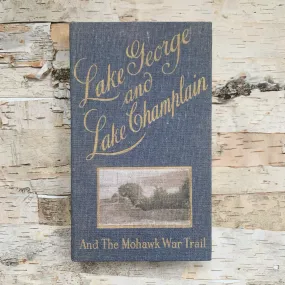 Lake George
and
Lake Champlain
And The Mohawk War Trail